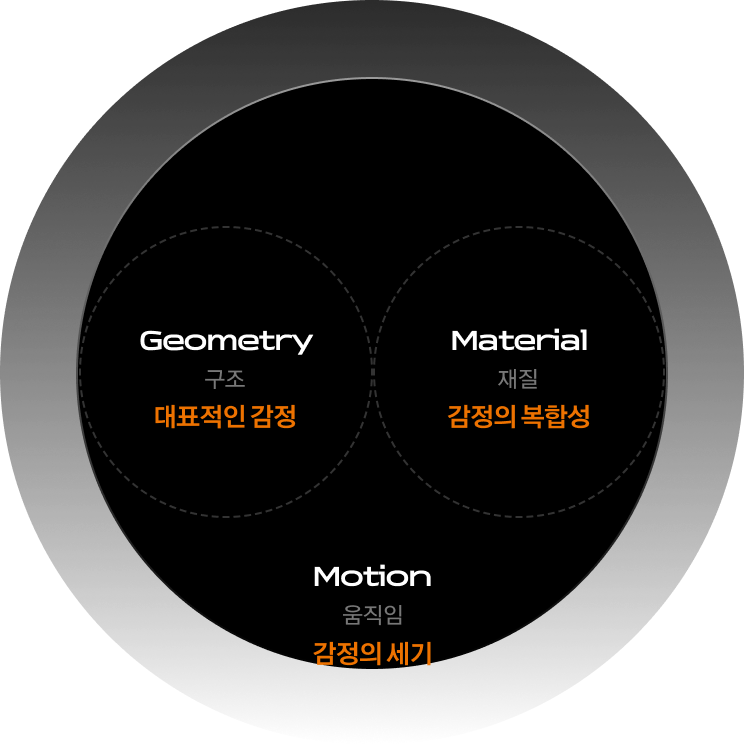 Geometry
구조
대표적인 감정
Material
재질
감정의 복합성
Motion
움직임
감정의 세기